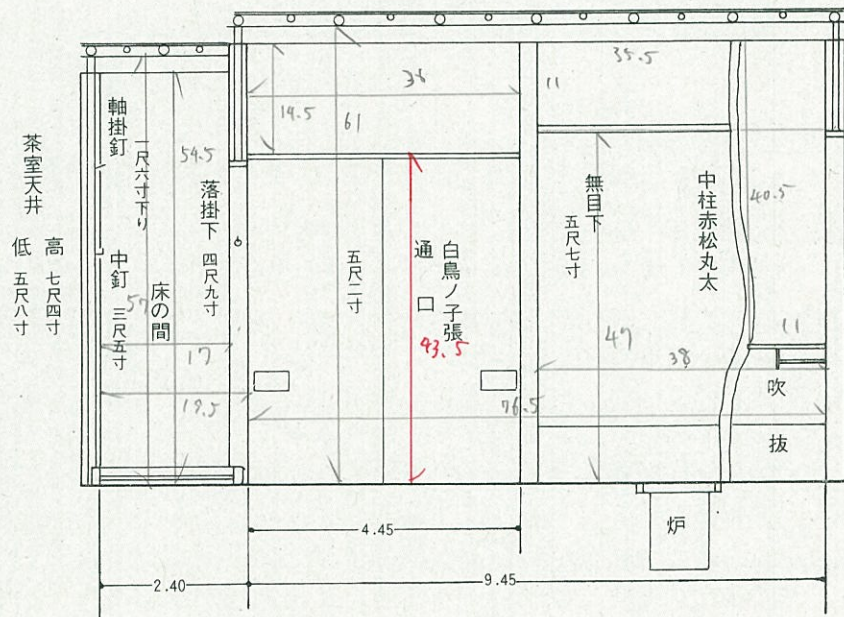 茶室天井
高 七尺四寸
低 五尺八寸
軸掛釘
一尺六寸下り
中釘 三尺五寸
57
床の間
54.5
落掛下 四尺九寸
17
19.5
14.5
36
61
五尺二寸
白鳥ノ子張
通口
43.5
76.5
11
35.5
無目下
五尺七寸
47
中柱赤松丸太
38
40.5
11
吹
抜
炉
4.45
2.40
9.45